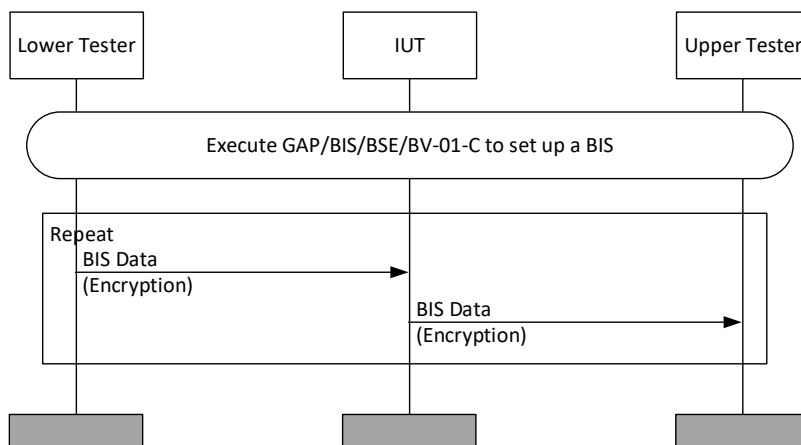 Lower Tester
IUT
Upper Tester
Execute GAP/BIS/BSE/BV-01-C to set up a BIS
Repeat
BIS Data
(Encryption)
BIS Data
(Encryption)